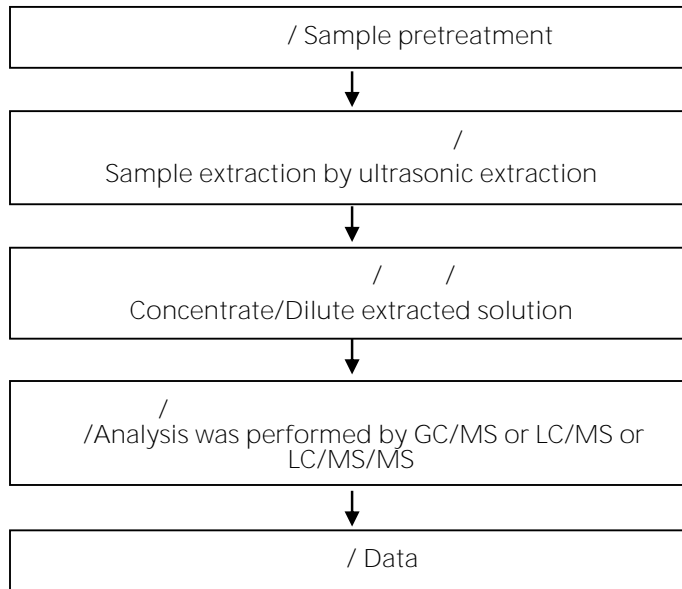 / Sample pretreatment
/
Sample extraction by ultrasonic extraction
/ /
Concentrate/Dilute extracted solution
/
/Analysis was performed by GC/MS or LC/MS or
LC/MS/MS
/ Data